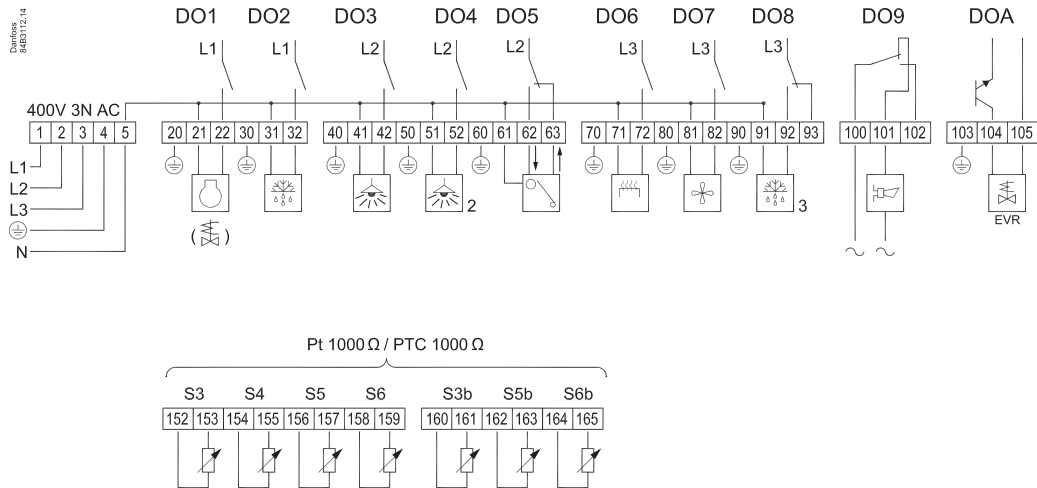 Danfoss
84B3112.14
DO1 DO2 DO3 DO4 DO5 DO6 DO7 DO8 DO9 DOA
L1 L1 L2 L2 L2 L3 L3 L3
400V 3N AC
1 2 3 4 5 20 21 22 30 31 32 40 41 42 50 51 52 60 61 62 63 70 71 72 80 81 82 90 91 92 93 100 101 102 103 104 105
L1
L2
L3
N
2
3
( )
EVR
Pt 1000 Ω / PTC 1000 Ω
S3 S4 S5 S6 S3b S5b S6b
152 153 154 155 156 157 158 159 160 161 162 163 164 165